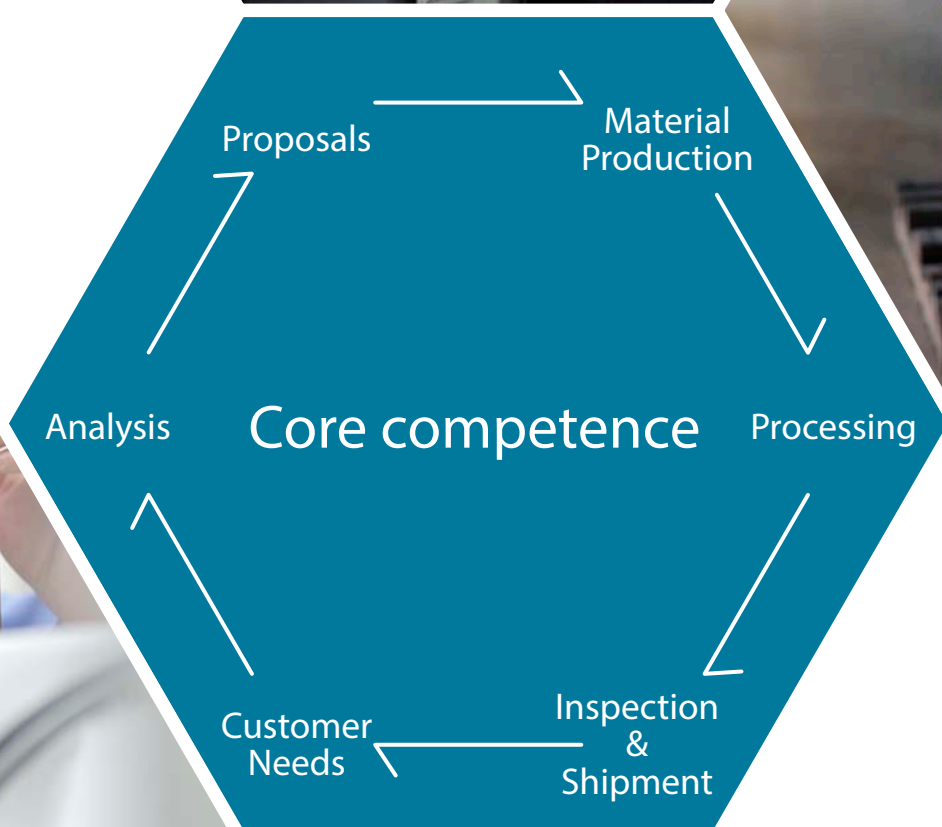 Proposals
Material
Production
Analysis
Core competence
Processing
Customer
Needs
Inspection
&
Shipment